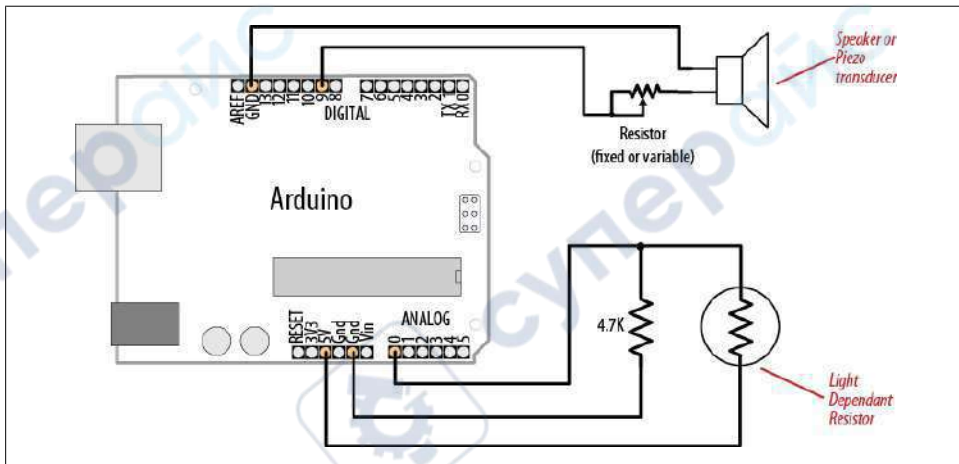 Speaker or
Piezo
transducer
AREF
GND
13
12
11
10
9
8
7
6
5
4
3
2
TX
RX 0
DIGITAL
Resistor
(fixed or variable)
Arduino
RESET
3V3
5V
Gnd
Gnd
Vin
ANALOG
0
1
2
3
4
5
4.7K
Light
Dependant
Resistor
суперайс